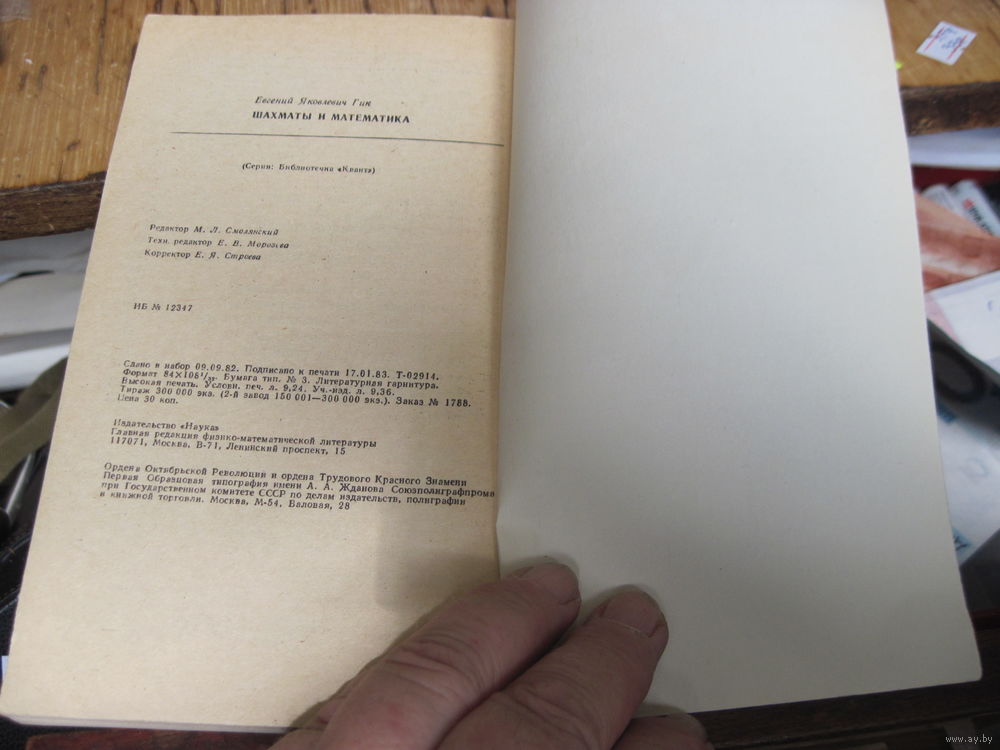 Евгений Яковлевич Гик
ШАХМАТЫ И МАТЕМАТИКА
(Серия: Библиотечка «Квант»)
Редактор М. Л. Смолянский
Техн. редактор Е. В. Морозова
Корректор Е. Я. Строева
ИБ № 12347
Сдано в набор 09.09.82. Подписано к печати 17.01.83. Т-02914.
Формат 84×108¹/₃₂. Бумага тип. № 3. Литературная гарнитура.
Высокая печать. Условн. печ. л. 9,24. Уч.-изд. л. 9,36.
Тираж 300 000 экз. (2-й завод 150 001—300 000 экз.). Заказ № 1788.
Цена 30 коп.
Издательство «Наука»
Главная редакция физико-математической литературы
117071, Москва, В-71, Ленинский проспект, 15
Ордена Октябрьской Революции и ордена Трудового Красного Знамени
Первая Образцовая типография имени А. А. Жданова Союзполиграфпрома
при Государственном комитете СССР по делам издательств, полиграфии
и книжной торговли. Москва, М-54, Валовая, 28
www.ay.by